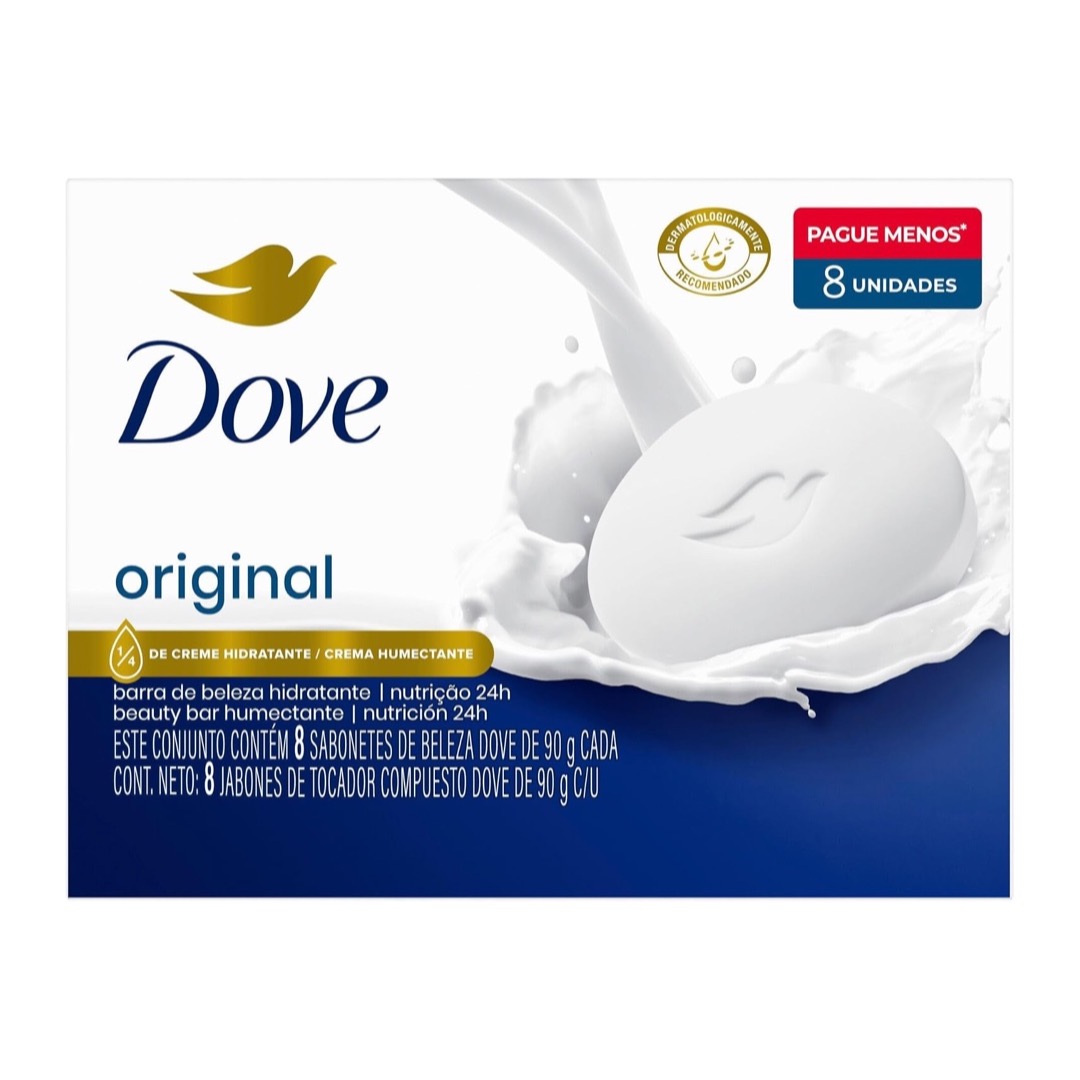 DERMATOLOGICAMENTE
RECOMENDADO
PAGUE MENOS*
8 UNIDADES
Dove
original
1/4 DE CREME HIDRATANTE / CREMA HUMECTANTE
barra de beleza hidratante | nutrição 24h
beauty bar humectante | nutrición 24h
ESTE CONJUNTO CONTÉM 8 SABONETES DE BELEZA DOVE DE 90 g CADA
CONT. NETO: 8 JABONES DE TOCADOR COMPUESTO DOVE DE 90 g C/U